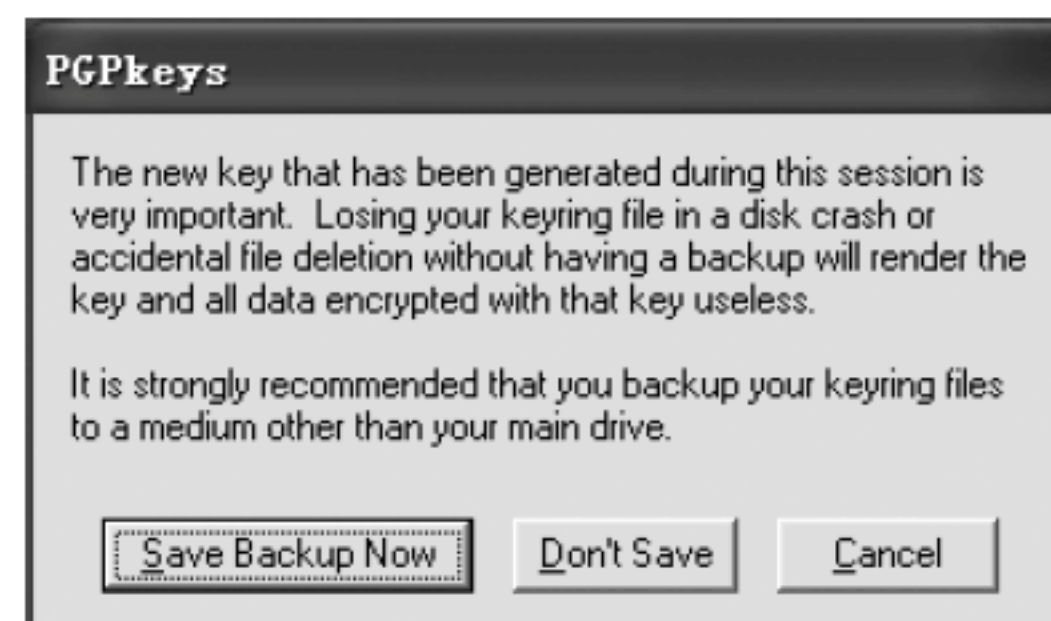 PGPkeys
The new key that has been generated during this session is
very important.  Losing your keyring file in a disk crash or
accidental file deletion without having a backup will render the
key and all data encrypted with that key useless.
It is strongly recommended that you backup your keyring files
to a medium other than your main drive.
Save Backup Now Don't Save Cancel